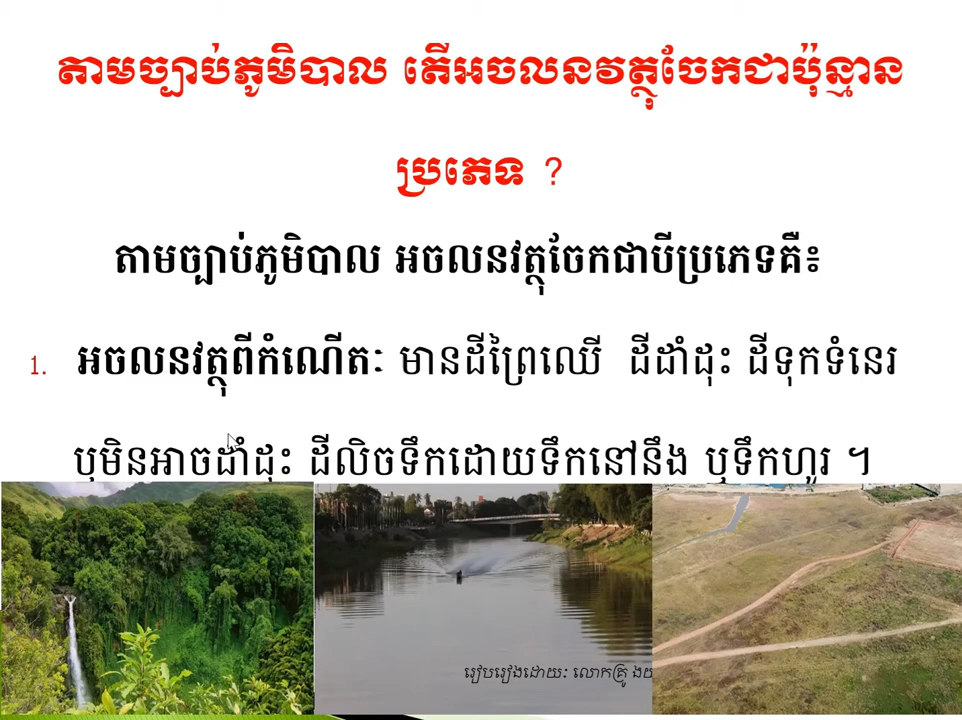 តាមច្បាប់ភូមិបាល តើអចលនវត្ថុចែកជាប៉ុន្មាន
ប្រភេទ ?
តាមច្បាប់ភូមិបាល អចលនវត្ថុចែកជាបីប្រភេទគឺ៖
1. អចលនវត្ថុពីកំណើតៈ មានដីព្រៃឈើ ដីដាំដុះ ដីទុកទំនេរ
ឬមិនអាចដាំដុះ ដីលិចទឹកដោយទឹកនៅនឹង ឬទឹកហូរ ។
រៀបរៀងដោយៈ លោកគ្រូ